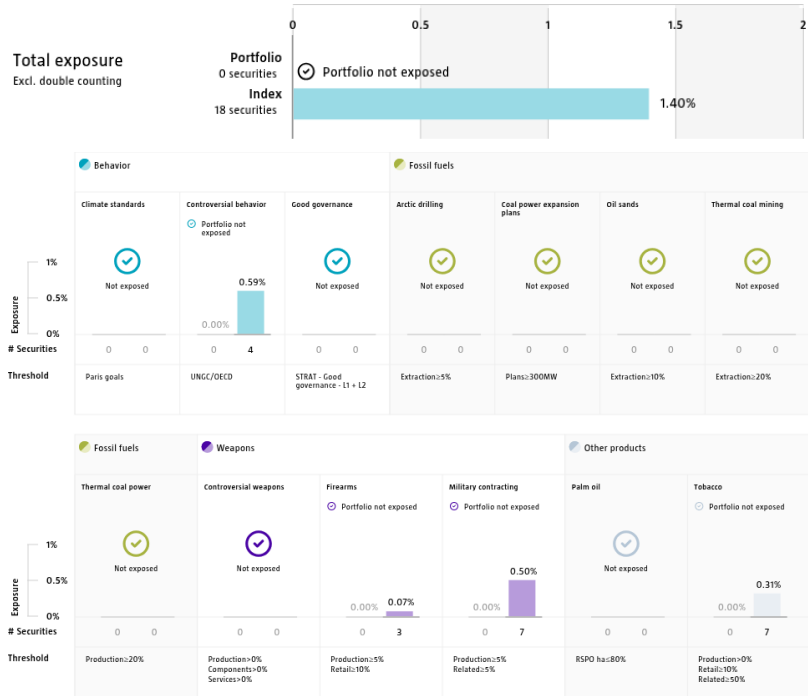 0 0.5 1 1.5 2
Total exposure
Excl. double counting
Portfolio
0 securities
Portfolio not exposed
Index
18 securities
1.40%
Behavior
Fossil fuels
Climate standards
Controversial behavior
Good governance
Arctic drilling
Coal power expansion
plans
Oil sands
Thermal coal mining
Portfolio not
exposed
Exposure
1%
0.5%
0%
Not exposed
0.00%
0.59%
Not exposed
Not exposed
Not exposed
Not exposed
Not exposed
# Securities
0 0
0 4
0 0
0 0
0 0
0 0
0 0
Threshold
Paris goals
UNGC/OECD
STRAT - Good
governance - L1 + L2
Extraction≥5%
Plans≥300MW
Extraction≥10%
Extraction≥20%
Fossil fuels
Weapons
Other products
Thermal coal power
Controversial weapons
Firearms
Military contracting
Palm oil
Tobacco
Portfolio not exposed
Portfolio not exposed
Portfolio not exposed
Exposure
1%
0.5%
0%
Not exposed
Not exposed
0.00%
0.07%
0.00%
0.50%
Not exposed
0.00%
0.31%
# Securities
0 0
0 0
0 3
0 7
0 0
0 7
Threshold
Production≥20%
Production>0%
Components>0%
Services>0%
Production≥5%
Retail≥10%
Production≥5%
Related≥5%
RSPO ha≤80%
Production>0%
Retail≥10%
Related≥50%